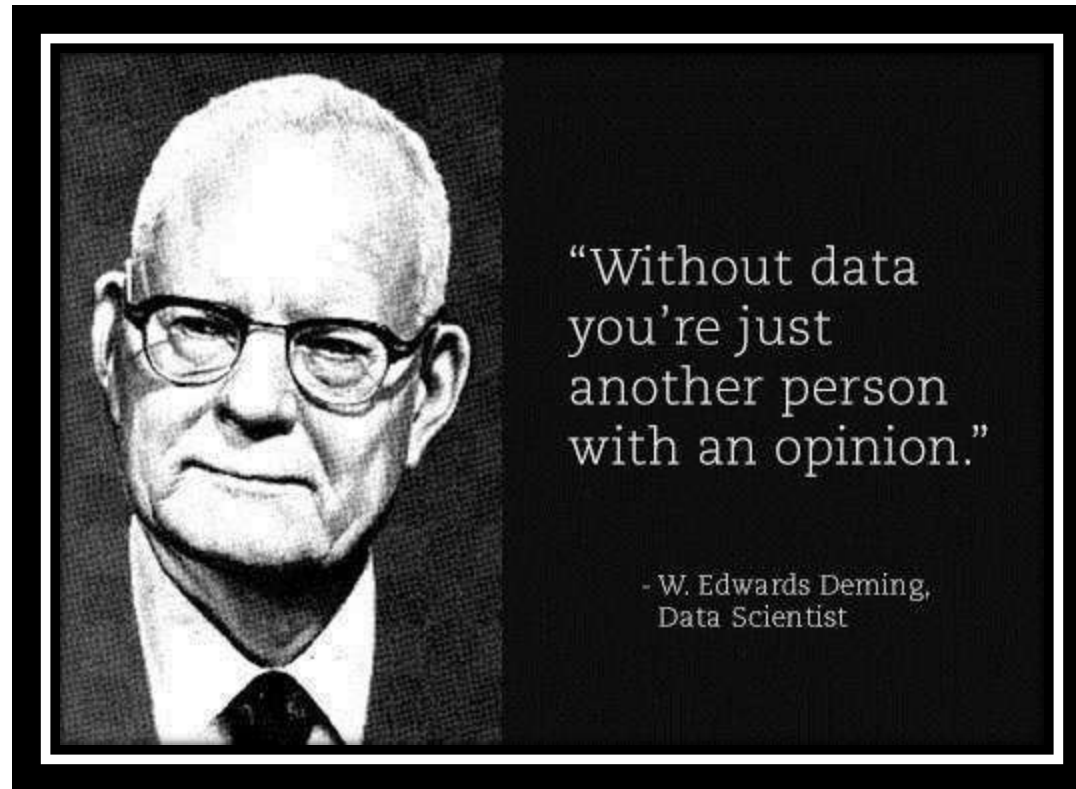 “Without data
you’re just
another person
with an opinion.”
- W. Edwards Deming,
Data Scientist